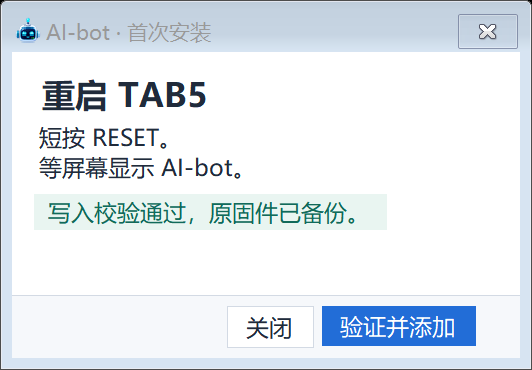 AI-bot · 首次安装
重启 TAB5
短按 RESET。
等屏幕显示 AI-bot。
写入校验通过，原固件已备份。
关闭 验证并添加